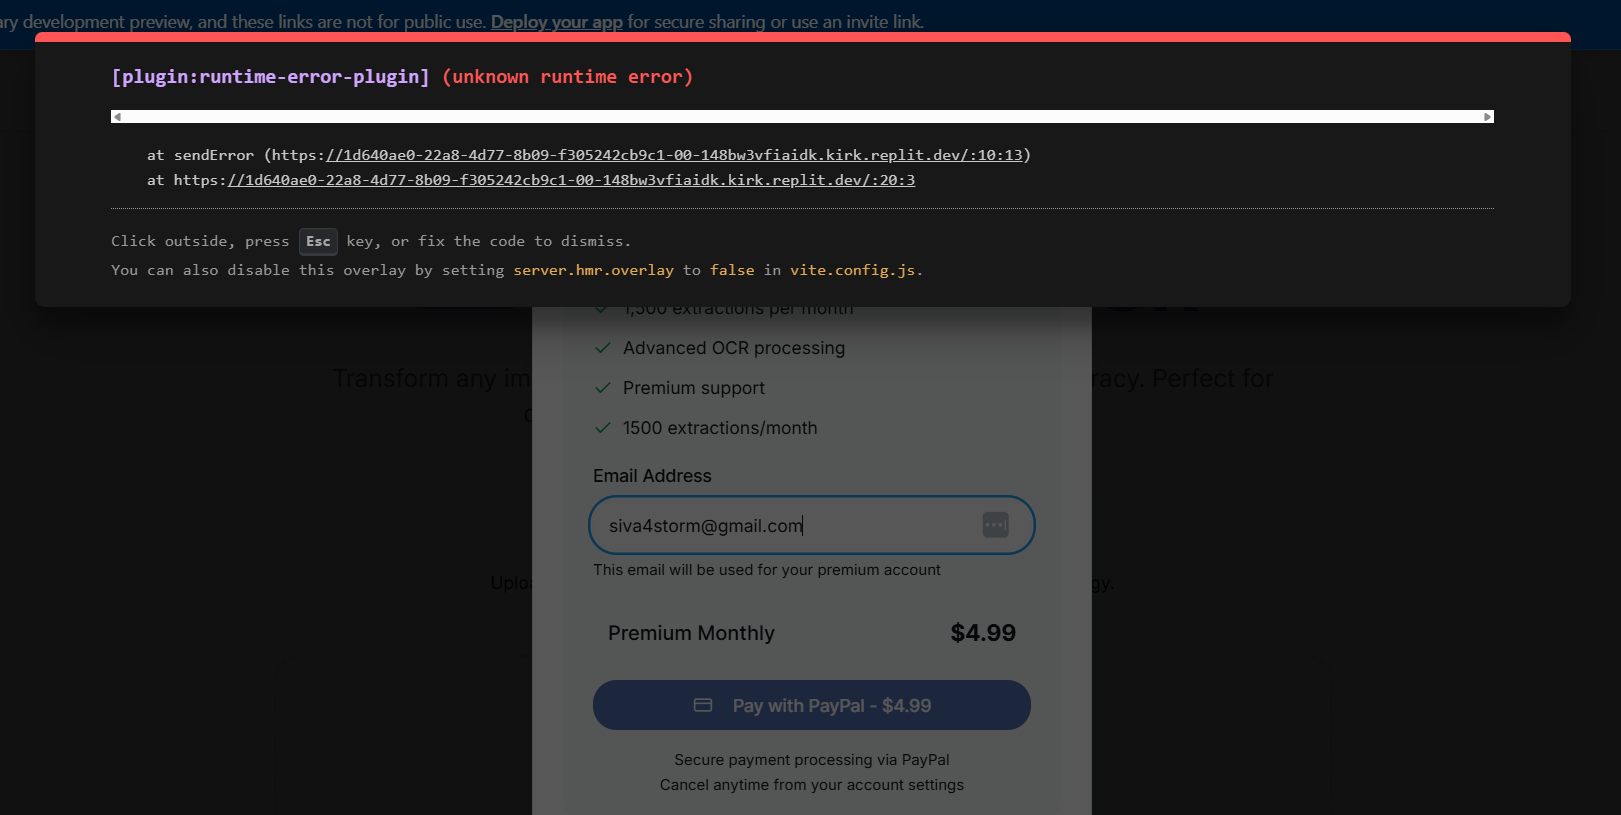 ary development preview, and these links are not for public use. Deploy your app for secure sharing or use an invite link.
[plugin:runtime-error-plugin] (unknown runtime error)
at sendError (https://1d640ae0-22a8-4d77-8b09-f305242cb9c1-00-148bw3vfiaidk.kirk.replit.dev/:10:13)
at https://1d640ae0-22a8-4d77-8b09-f305242cb9c1-00-148bw3vfiaidk.kirk.replit.dev/:20:3
Click outside, press Esc key, or fix the code to dismiss.
You can also disable this overlay by setting server.hmr.overlay to false in vite.config.js.
1,500 extractions per month
Advanced OCR processing
Transform any im racy. Perfect for
Premium support
1500 extractions/month
Email Address
siva4storm@gmail.com
This email will be used for your premium account
Uploa gy.
Premium Monthly $4.99
Pay with PayPal - $4.99
Secure payment processing via PayPal
Cancel anytime from your account settings